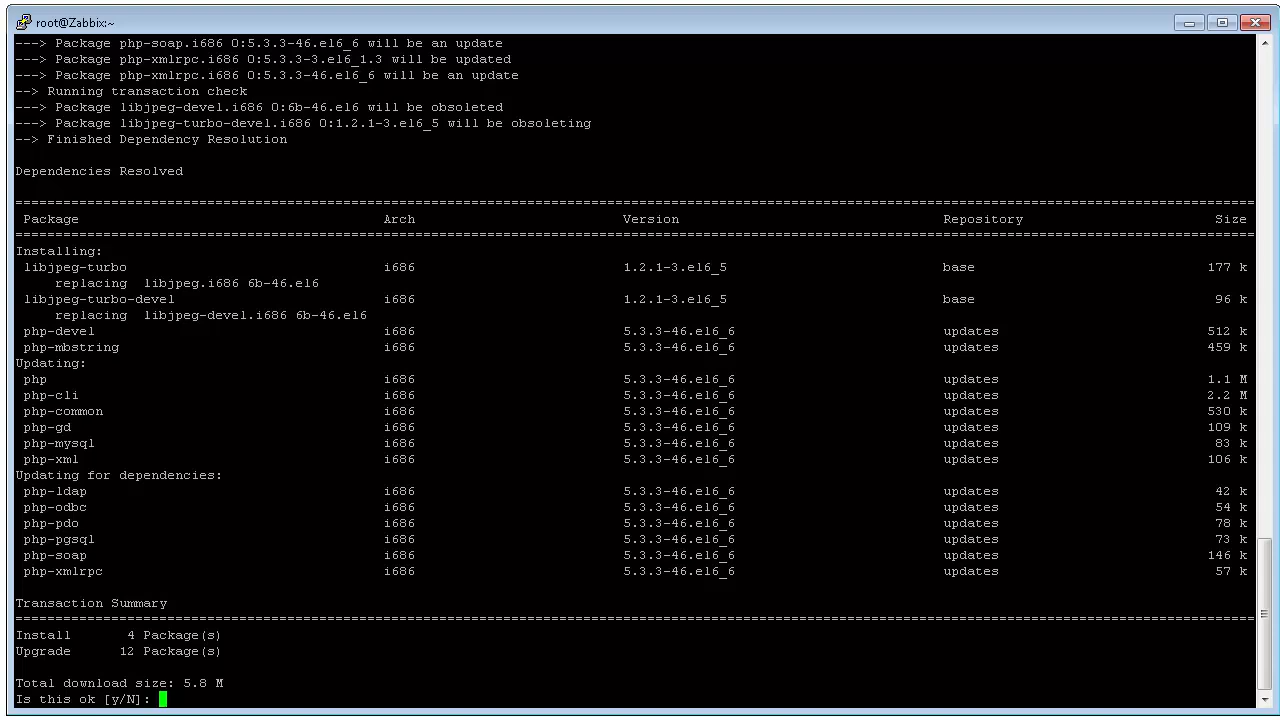 root@Zabbix:~
---> Package php-soap.i686 0:5.3.3-46.el6_6 will be an update
---> Package php-xmlrpc.i686 0:5.3.3-3.el6_1.3 will be updated
---> Package php-xmlrpc.i686 0:5.3.3-46.el6_6 will be an update
--> Running transaction check
---> Package libjpeg-devel.i686 0:6b-46.el6 will be obsoleted
---> Package libjpeg-turbo-devel.i686 0:1.2.1-3.el6_5 will be obsoleting
--> Finished Dependency Resolution
Dependencies Resolved
Package Arch Version Repository Size
Installing:
libjpeg-turbo i686 1.2.1-3.el6_5 base 177 k
replacing libjpeg.i686 6b-46.el6
libjpeg-turbo-devel i686 1.2.1-3.el6_5 base 96 k
replacing libjpeg-devel.i686 6b-46.el6
php-devel i686 5.3.3-46.el6_6 updates 512 k
php-mbstring i686 5.3.3-46.el6_6 updates 459 k
Updating:
php i686 5.3.3-46.el6_6 updates 1.1 M
php-cli i686 5.3.3-46.el6_6 updates 2.2 M
php-common i686 5.3.3-46.el6_6 updates 530 k
php-gd i686 5.3.3-46.el6_6 updates 109 k
php-mysql i686 5.3.3-46.el6_6 updates 83 k
php-xml i686 5.3.3-46.el6_6 updates 106 k
Updating for dependencies:
php-ldap i686 5.3.3-46.el6_6 updates 42 k
php-odbc i686 5.3.3-46.el6_6 updates 54 k
php-pdo i686 5.3.3-46.el6_6 updates 78 k
php-pgsql i686 5.3.3-46.el6_6 updates 73 k
php-soap i686 5.3.3-46.el6_6 updates 146 k
php-xmlrpc i686 5.3.3-46.el6_6 updates 57 k
Transaction Summary
Install 4 Package(s)
Upgrade 12 Package(s)
Total download size: 5.8 M
Is this ok [y/N]: